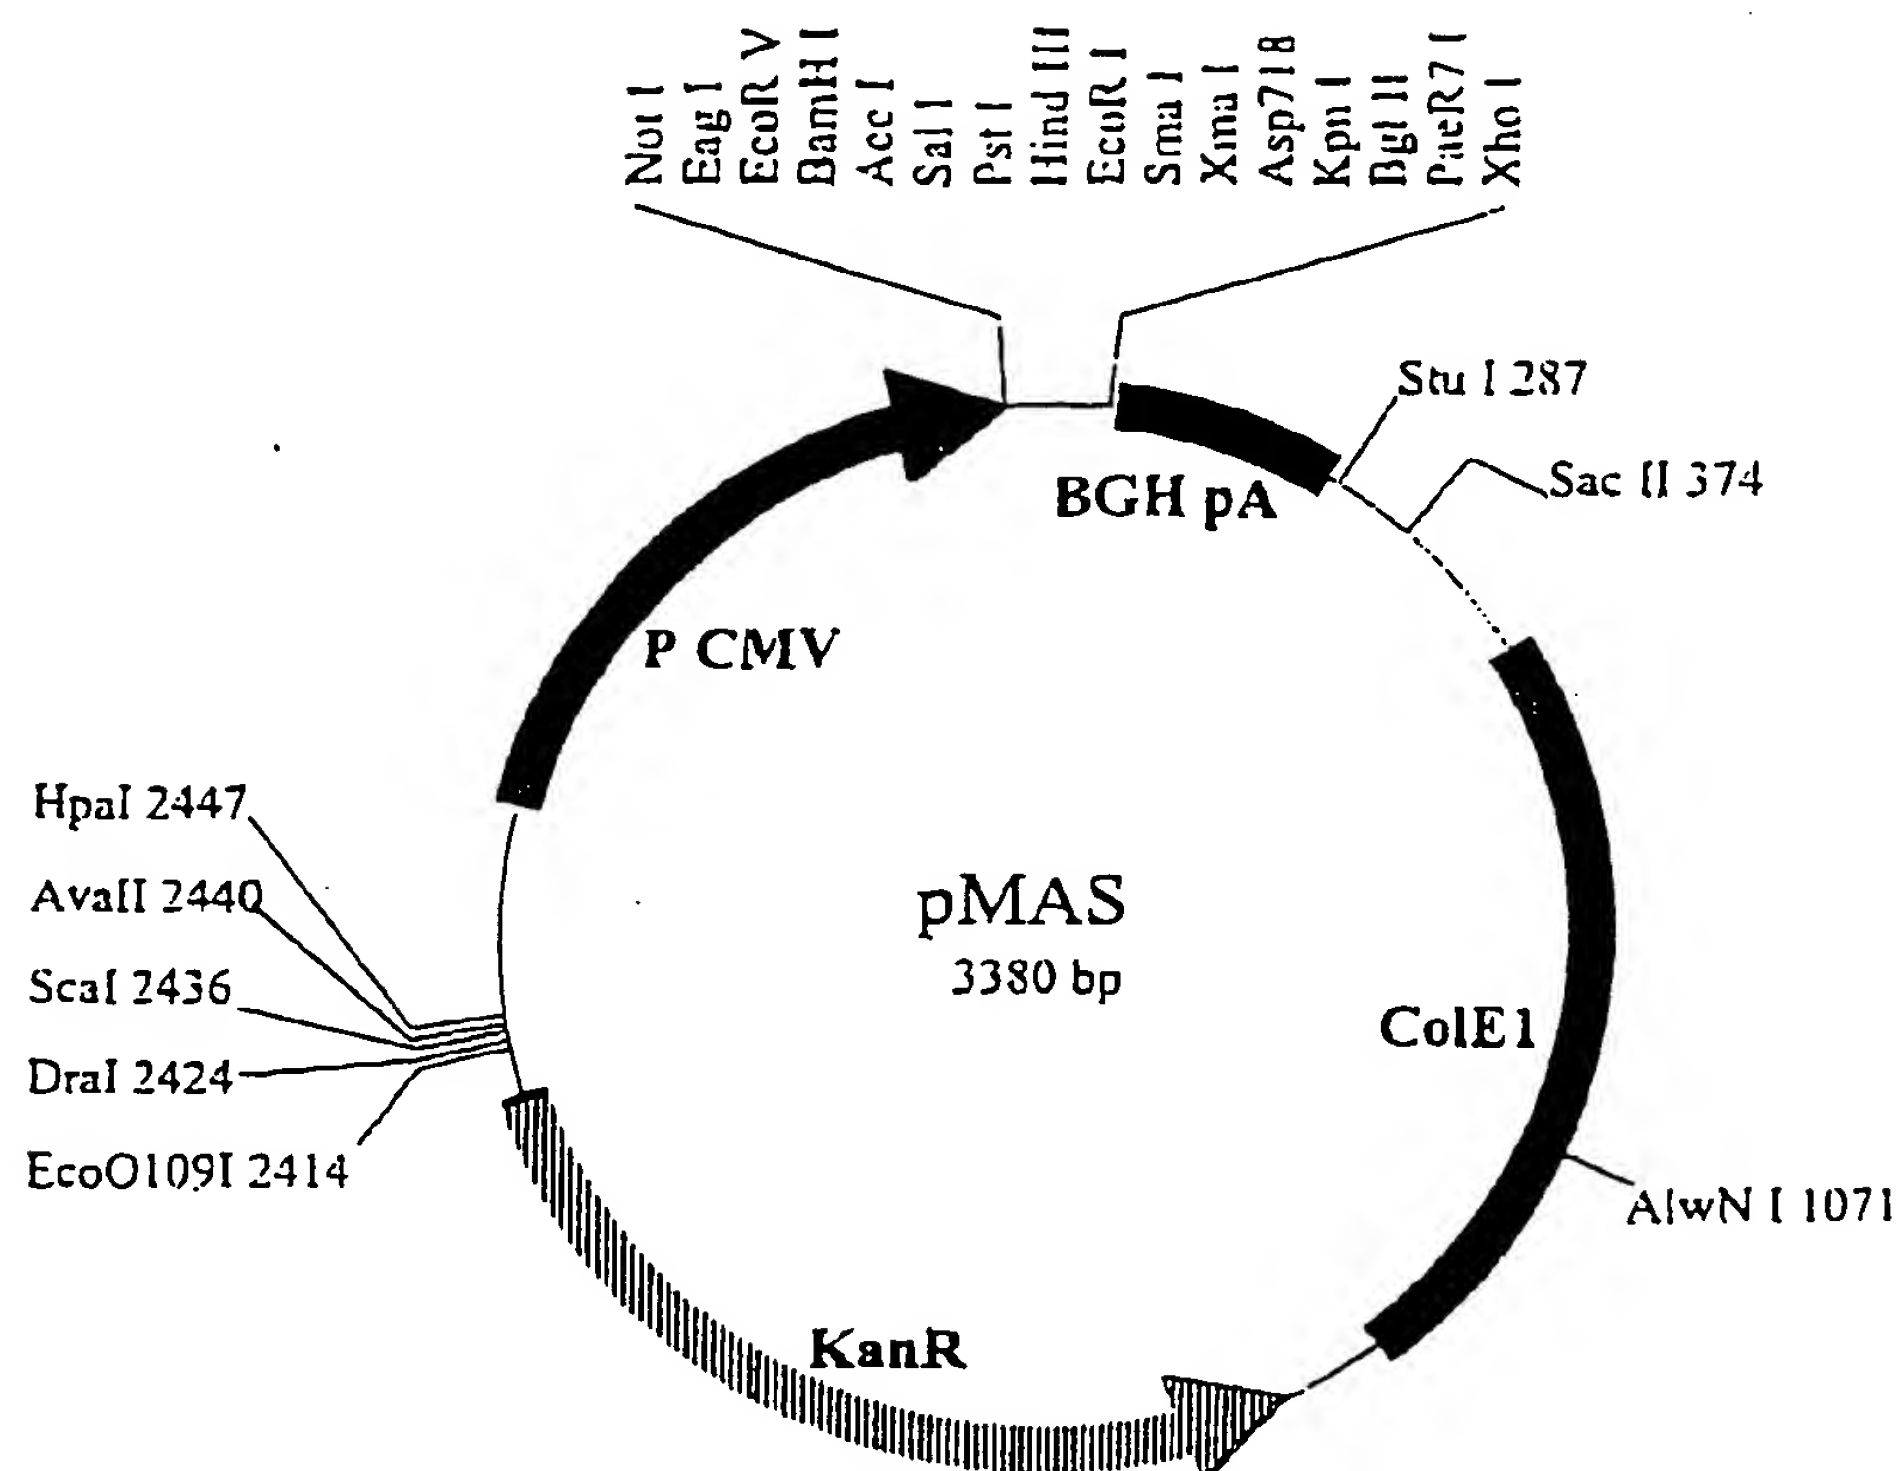 Not I
Eag I
EcoR V
BamH I
Acc I
Sal I
Pst I
Hind III
EcoR I
Sma I
Xma I
Asp718
Kpn I
Bgl II
PaeR7 I
Xho I
Stu I 287
Sac II 374
BGH pA
P CMV
HpaI 2447
AvaII 2440
ScaI 2436
DraI 2424
EcoO109I 2414
pMAS
3380 bp
ColE1
AlwN I 1071
KanR